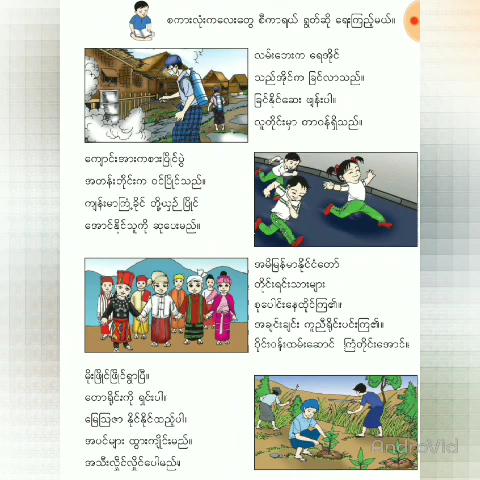 စကားလုံးကလေးတွေ စီကာရယ် ရွတ်ဆို ရေးကြည့်မယ်။
လမ်းဘေးက ရေအိုင်
သည်အိုင်က ခြင်လာသည်။
ခြင်နိုင်ဆေး ဖျန်းပါ။
လူတိုင်းမှာ တာဝန်ရှိသည်။
ကျောင်းအားကစားပြိုင်ပွဲ
အတန်းတိုင်းက ဝင်ပြိုင်သည်။
ကျန်းမာကြံ့ခိုင် တို့ယှဉ်ပြိုင်
အောင်နိုင်သူကို ဆုပေးမည်။
အမိမြန်မာနိုင်ငံတော်
တိုင်းရင်းသားများ
စုပေါင်းနေထိုင်ကြ၏။
အချင်းချင်း ကူညီရိုင်းပင်းကြ၏။
ဝိုင်းဝန်းထမ်းဆောင် ကြံတိုင်းအောင်။
မိုးဖြိုင်ဖြိုင်ရွာပြီ။
တောရိုင်းကို ရှင်းပါ။
မြေဩဇာ နိုင်နိုင်ထည့်ပါ။
အပင်များ ထွားကျိုင်းမည်။
အသီးလှိုင်လှိုင်ပေါ်မည်။
AndroVid